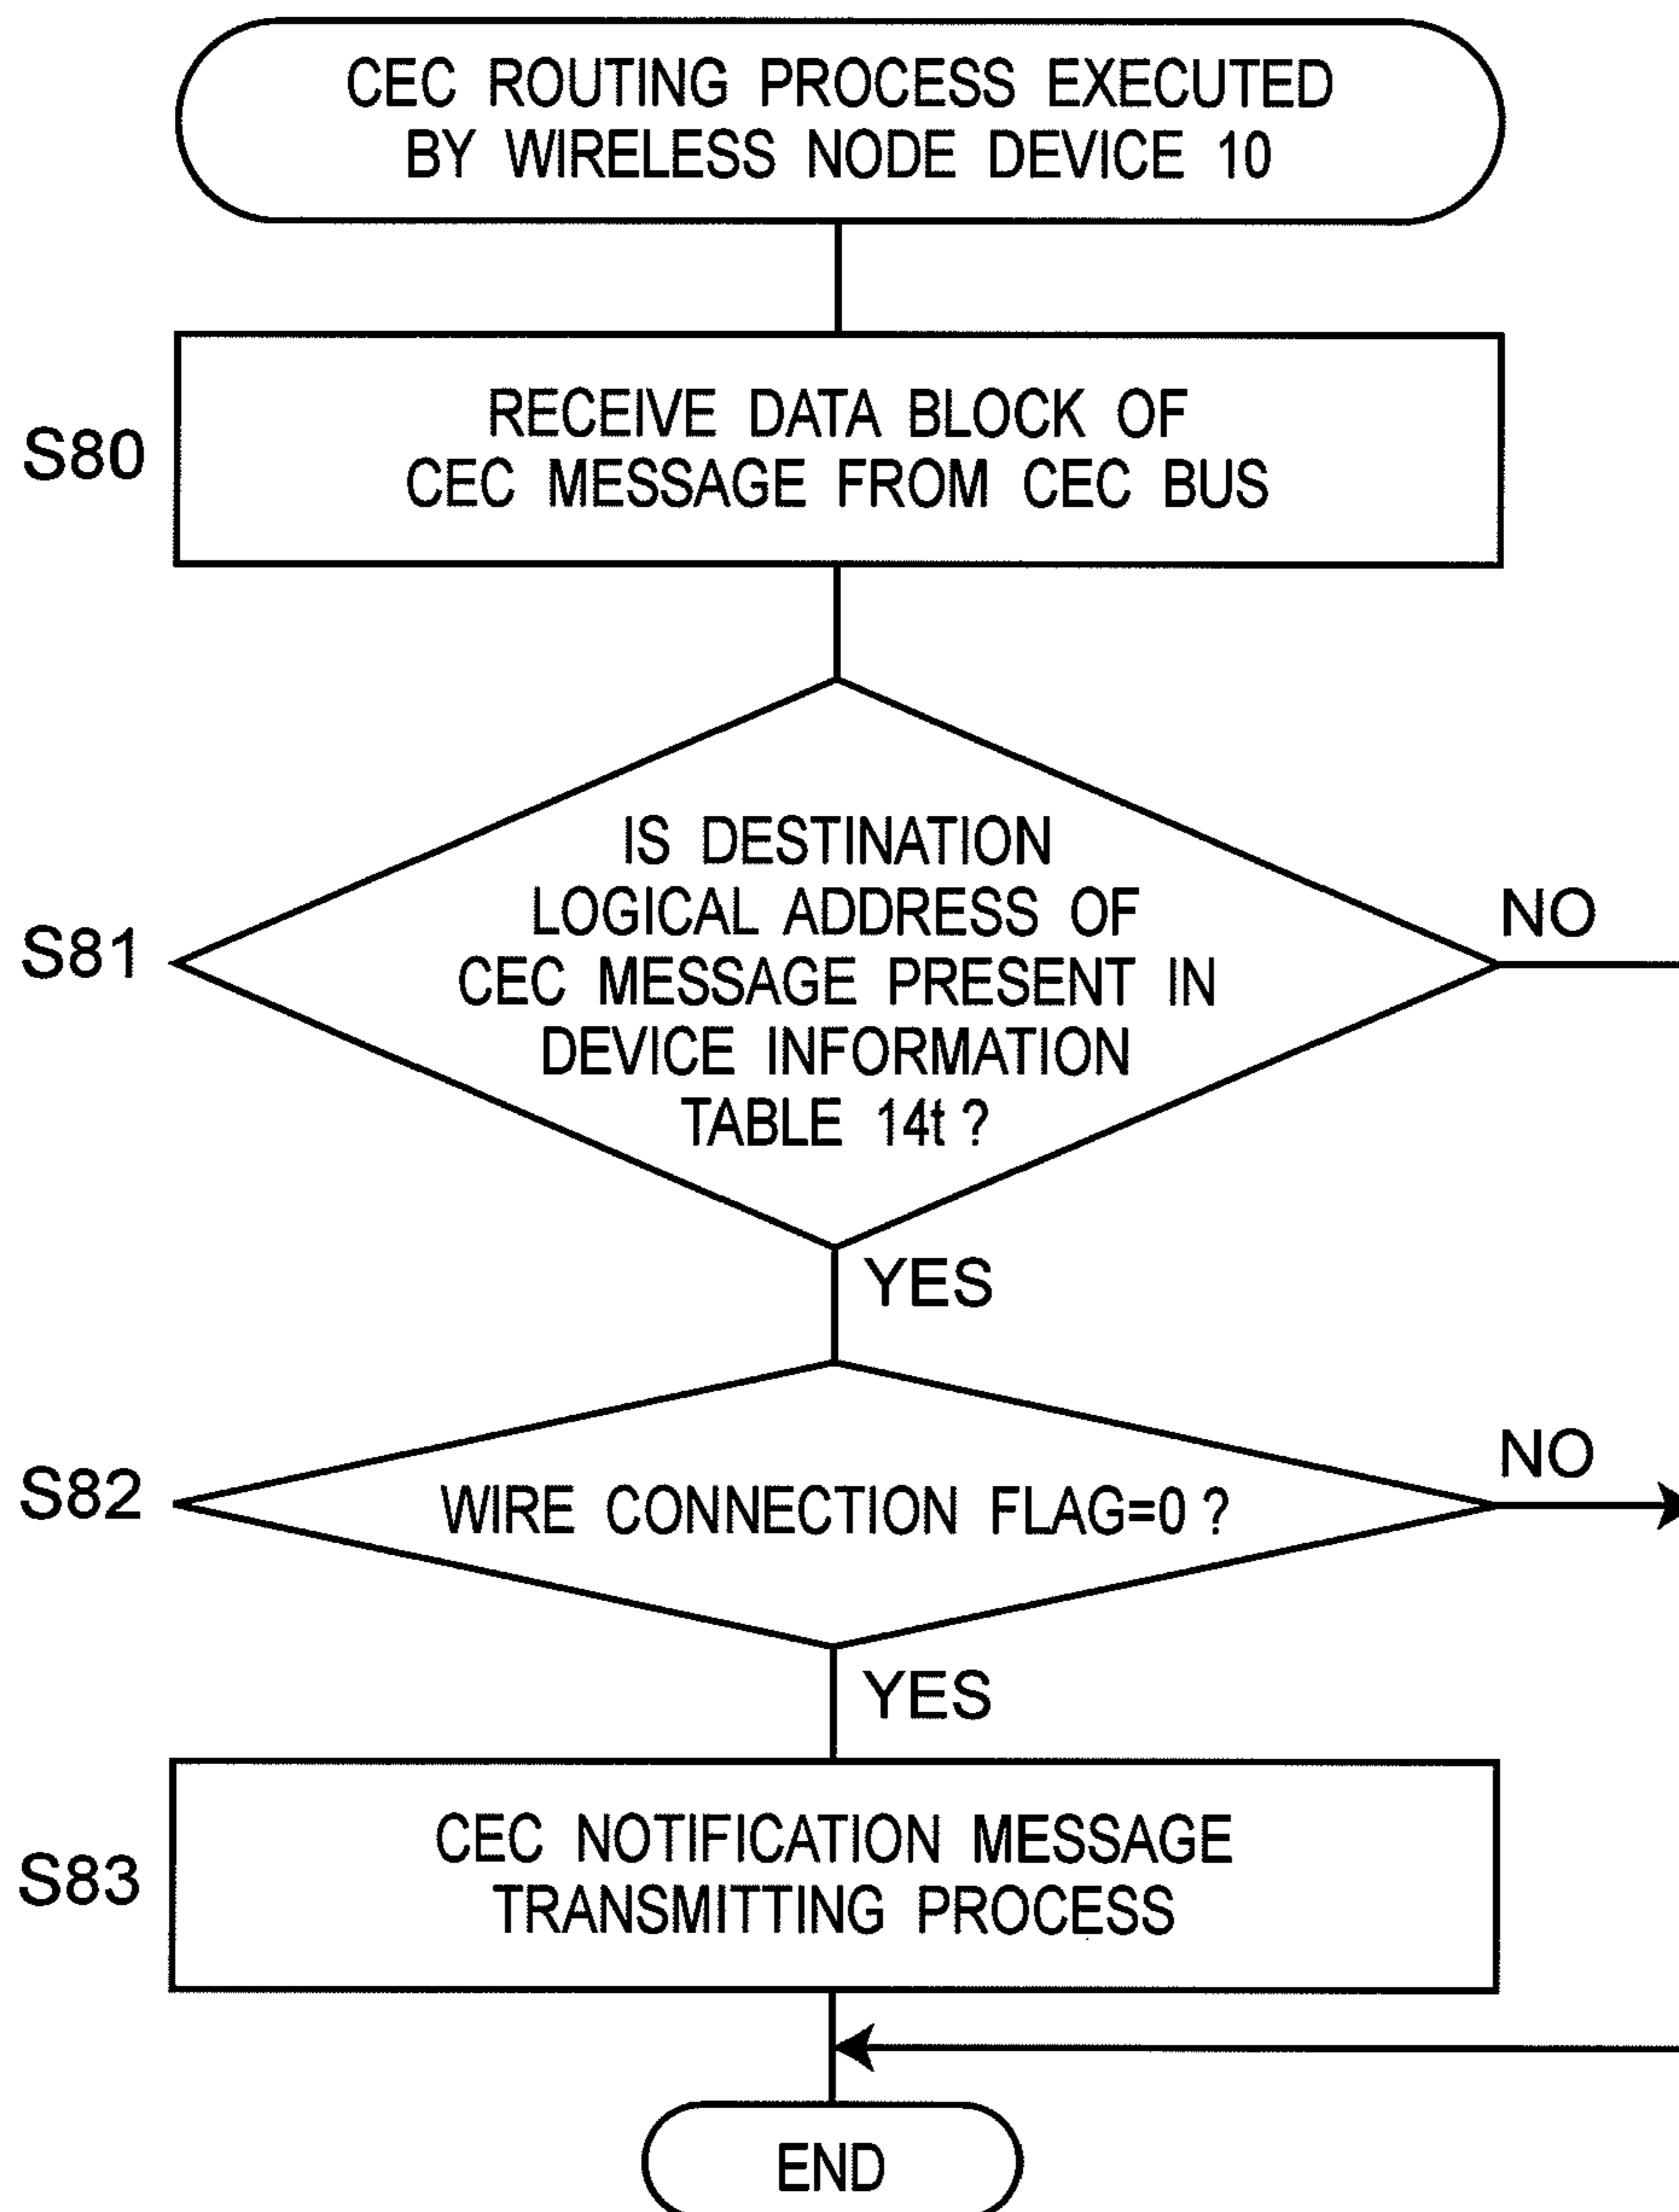 CEC ROUTING PROCESS EXECUTED
BY WIRELESS NODE DEVICE 10
S80
RECEIVE DATA BLOCK OF
CEC MESSAGE FROM CEC BUS
S81
IS DESTINATION
LOGICAL ADDRESS OF
CEC MESSAGE PRESENT IN
DEVICE INFORMATION
TABLE 14t ?
NO
YES
S82
WIRE CONNECTION FLAG=0 ?
NO
YES
S83
CEC NOTIFICATION MESSAGE
TRANSMITTING PROCESS
END